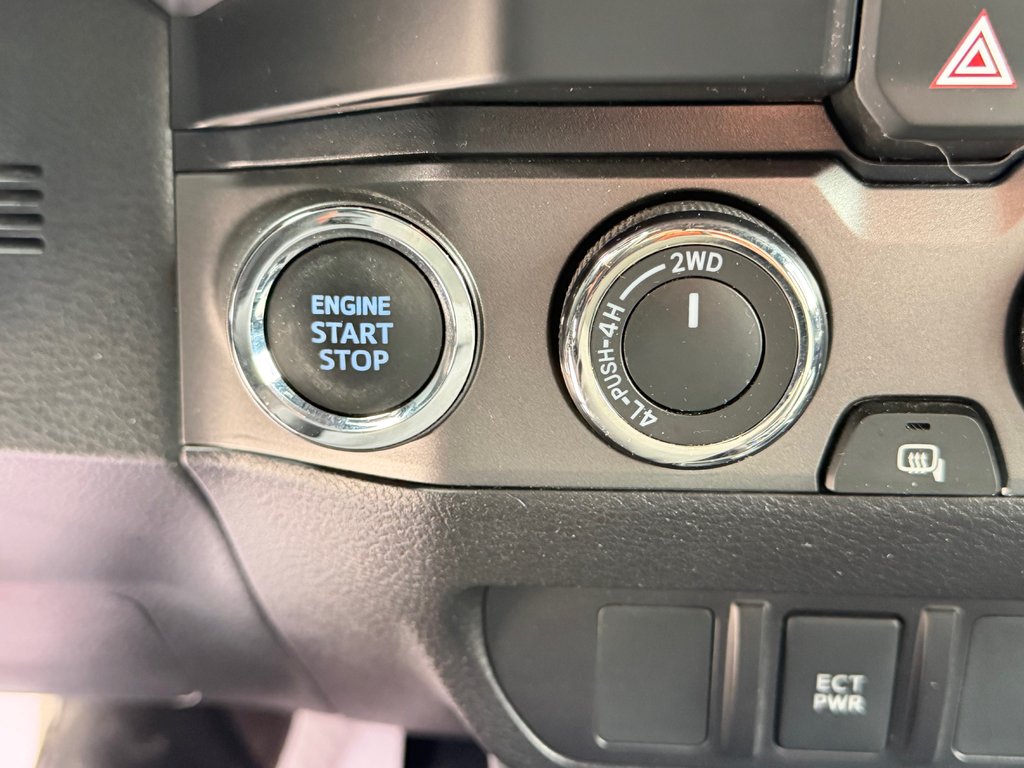 ENGINE
START
STOP
2WD
4L-PUSH-4H
ECT
PWR